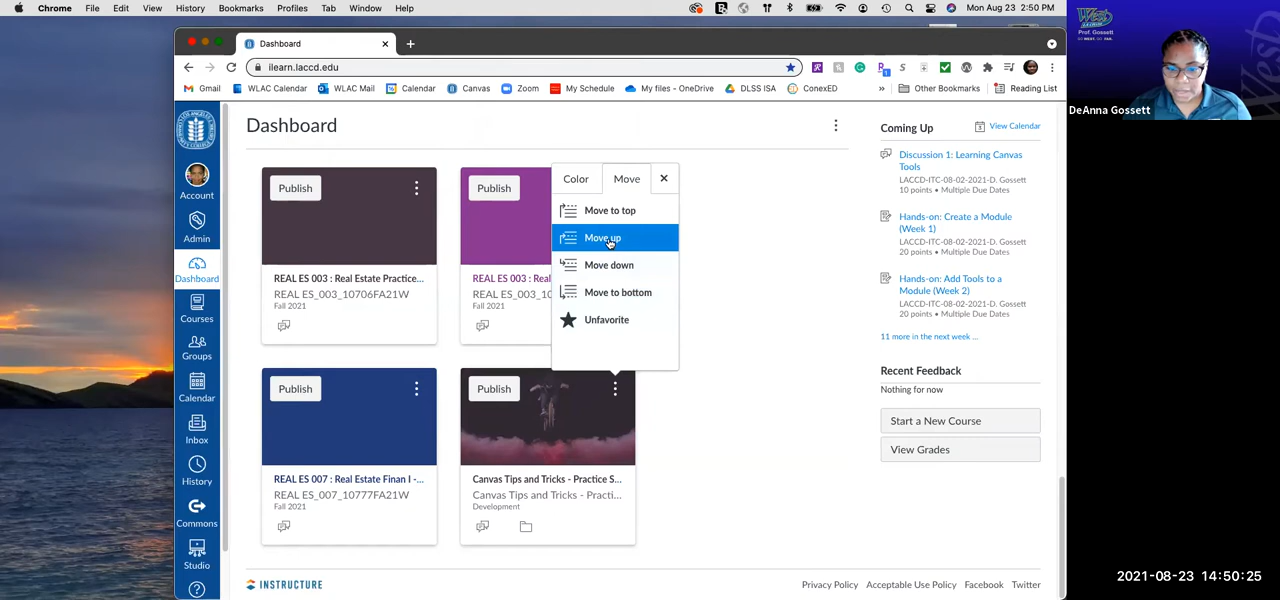 Chrome File Edit View History Bookmarks Profiles Tab Window Help
Mon Aud 23 2:50 PM
Dashboard
ilearn.laccd.edu
Gmail WLAC Calendar WLAC Mail Calendar Canvas Zoom My Schedule My files - OneDrive DLSS ISA ConexED » Other Bookmarks Reading List
West
Prof. Gossett
GO WEST. GO FAR.
DeAnna Gossett
Account
Admin
Dashboard
Courses
Groups
Calendar
Inbox
History
Commons
Studio
Dashboard
Publish
REAL ES 003 : Real Estate Practice...
REAL ES_003_10706FA21W
Fall 2021
Publish
REAL ES 003 : Real
REAL ES_003_10
Fall 2021
Color Move
Move to top
Move up
Move down
Move to bottom
Unfavorite
Publish
REAL ES 007 : Real Estate Finan I -...
REAL ES_007_10777FA21W
Fall 2021
Publish
Canvas Tips and Tricks - Practice S...
Canvas Tips and Tricks - Practi...
Development
Coming Up
View Calendar
Discussion 1: Learning Canvas
Tools
LACCD-ITC-08-02-2021-D. Gossett
10 points • Multiple Due Dates
Hands-on: Create a Module
(Week 1)
LACCD-ITC-08-02-2021-D. Gossett
20 points • Multiple Due Dates
Hands-on: Add Tools to a
Module (Week 2)
LACCD-ITC-08-02-2021-D. Gossett
20 points • Multiple Due Dates
11 more in the next week ...
Recent Feedback
Nothing for now
Start a New Course
View Grades
INSTRUCTURE
Privacy Policy Acceptable Use Policy Facebook Twitter
2021-08-23 14:50:25